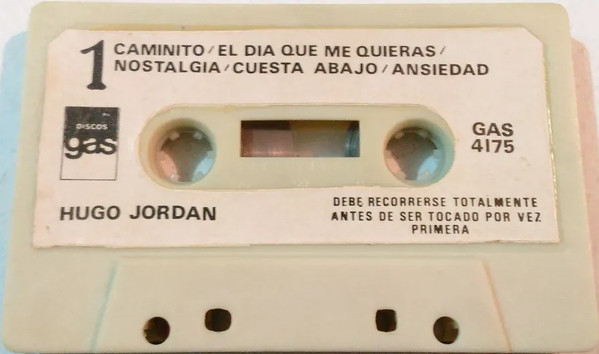 1
CAMINITO / EL DIA QUE ME QUIERAS /
NOSTALGIA / CUESTA ABAJO / ANSIEDAD
DISCOS
gas
GAS
4175
HUGO JORDAN
DEBE RECORRERSE TOTALMENTE
ANTES DE SER TOCADO POR VEZ
PRIMERA